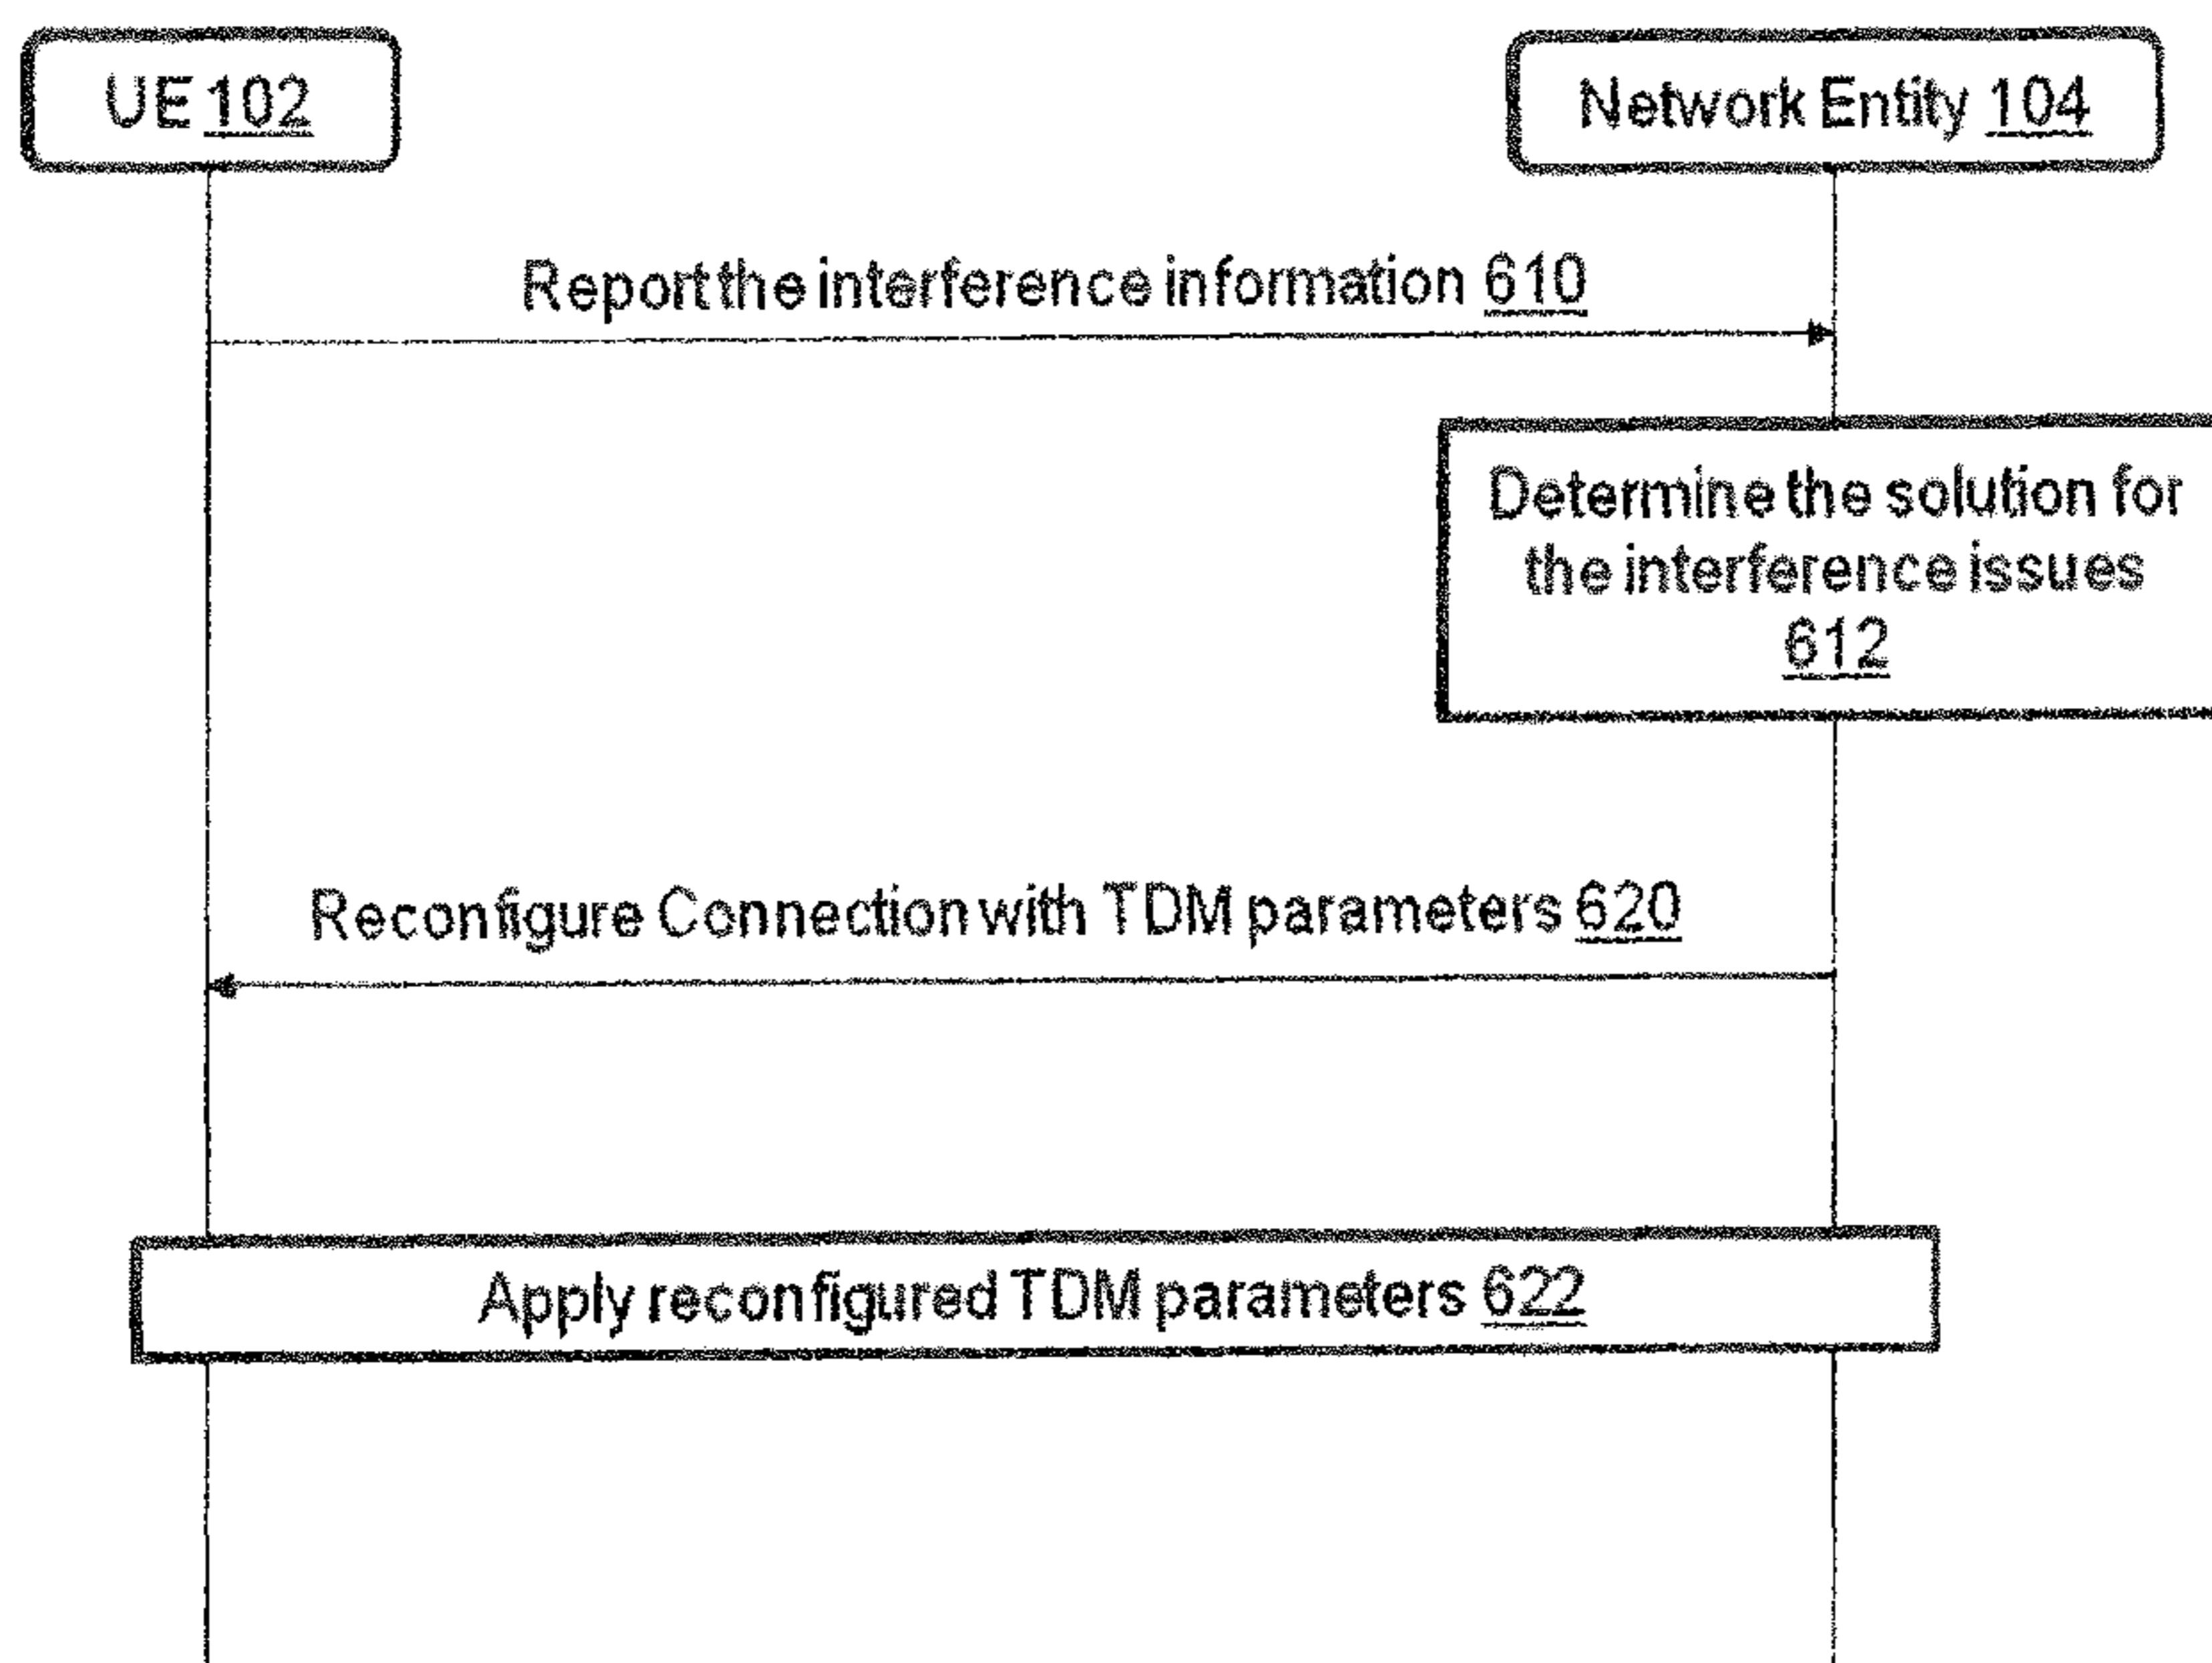 UE 102
Network Entity 104
Report the interference information 610
Determine the solution for
the interference issues
612
Reconfigure Connection with TDM parameters 620
Apply reconfigured TDM parameters 622